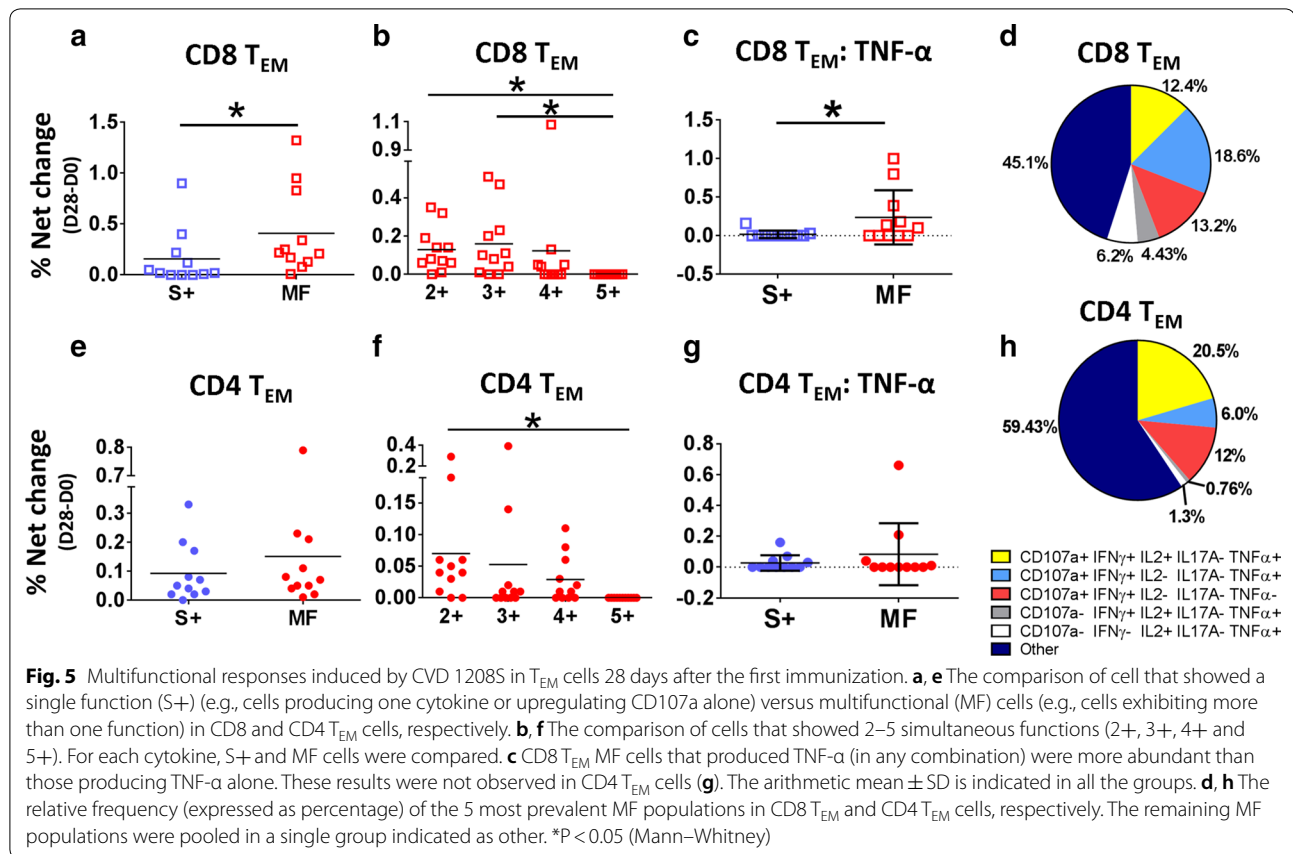 a
CD8 TEM
% Net change
(D28-D0)
1.5
1.0
0.5
0.0
*
S+ MF
b
CD8 TEM
1.1
0.9
0.3
0.2
0.1
0.0
*
*
2+ 3+ 4+ 5+
c
CD8 TEM: TNF-α
1.5
1.0
0.5
0.0
-0.5
*
S+ MF
d
CD8 TEM
12.4%
18.6%
13.2%
4.43%
6.2%
45.1%
e
CD4 TEM
% Net change
(D28-D0)
0.8
0.7
0.3
0.2
0.1
0.0
S+ MF
f
CD4 TEM
0.4
0.2
0.15
0.10
0.05
0.00
*
2+ 3+ 4+ 5+
g
CD4 TEM: TNF-α
0.8
0.6
0.4
0.2
0.0
-0.2
S+ MF
h
CD4 TEM
20.5%
6.0%
12%
0.76%
1.3%
59.43%
CD107a+ IFNγ+ IL2+ IL17A- TNFα+
CD107a+ IFNγ+ IL2- IL17A- TNFα+
CD107a+ IFNγ+ IL2- IL17A- TNFα-
CD107a- IFNγ+ IL2+ IL17A- TNFα+
CD107a- IFNγ- IL2+ IL17A- TNFα+
Other
Fig. 5 Multifunctional responses induced by CVD 1208S in TEM cells 28 days after the first immunization. a, e The comparison of cell that showed a
single function (S+) (e.g., cells producing one cytokine or upregulating CD107a alone) versus multifunctional (MF) cells (e.g., cells exhibiting more
than one function) in CD8 and CD4 TEM cells, respectively. b, f The comparison of cells that showed 2–5 simultaneous functions (2+, 3+, 4+ and
5+). For each cytokine, S+ and MF cells were compared. c CD8 TEM MF cells that produced TNF-α (in any combination) were more abundant than
those producing TNF-α alone. These results were not observed in CD4 TEM cells (g). The arithmetic mean ± SD is indicated in all the groups. d, h The
relative frequency (expressed as percentage) of the 5 most prevalent MF populations in CD8 TEM and CD4 TEM cells, respectively. The remaining MF
populations were pooled in a single group indicated as other. *P < 0.05 (Mann–Whitney)